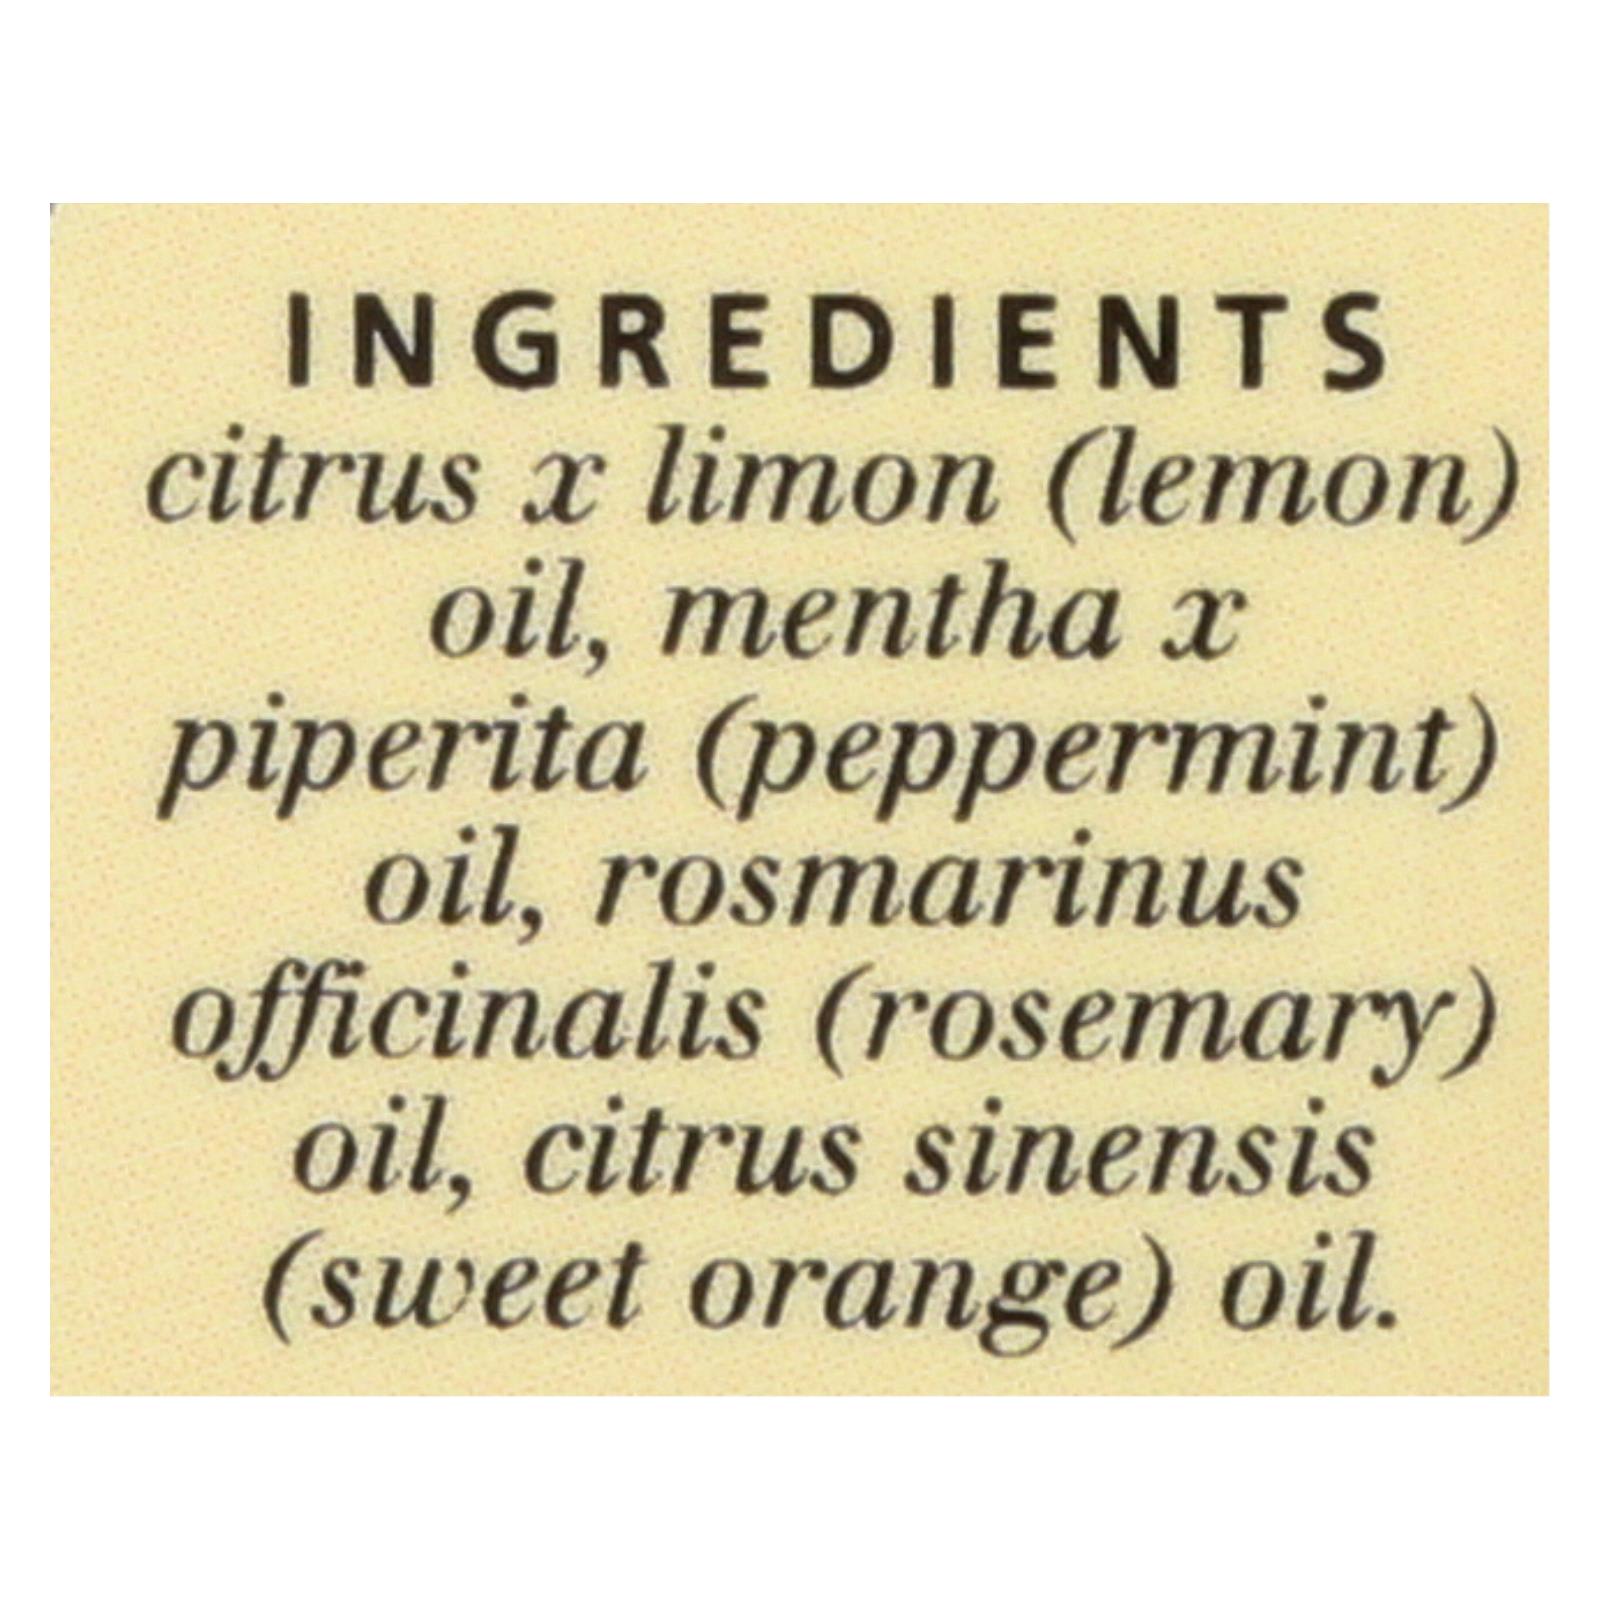 INGREDIENTS
citrus x limon (lemon)
oil, mentha x
piperita (peppermint)
oil, rosmarinus
officinalis (rosemary)
oil, citrus sinensis
(sweet orange) oil.